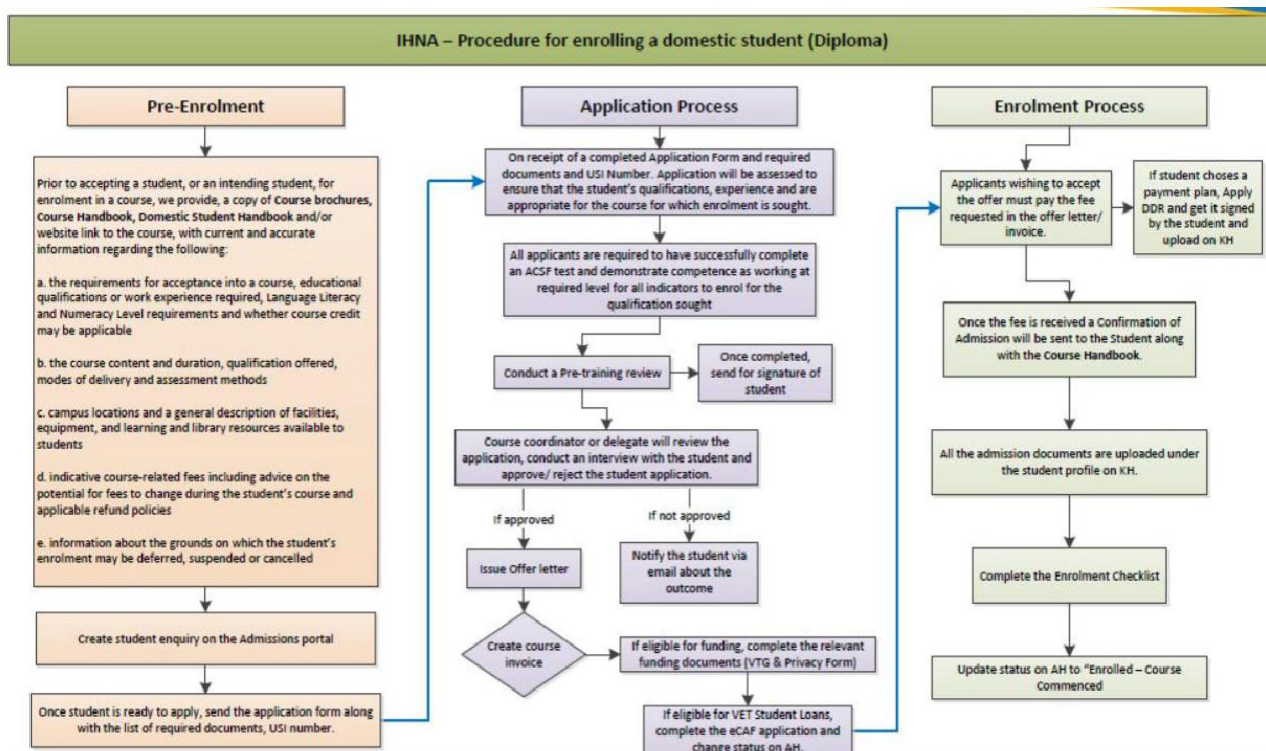 IHNA – Procedure for enrolling a domestic student (Diploma)
Pre-Enrolment
Prior to accepting a student, or an intending student, for
enrolment in a course, we provide, a copy of Course brochures,
Course Handbook, Domestic Student Handbook and/or
website link to the course, with current and accurate
information regarding the following:
a. the requirements for acceptance into a course, educational
qualifications or work experience required, Language Literacy
and Numeracy Level requirements and whether course credit
may be applicable
b. the course content and duration, qualification offered,
modes of delivery and assessment methods
c. campus locations and a general description of facilities,
equipment, and learning and library resources available to
students
d. indicative course-related fees including advice on the
potential for fees to change during the student's course and
applicable refund policies
e. information about the grounds on which the student's
enrolment may be deferred, suspended or cancelled
Create student enquiry on the Admissions portal
Once student is ready to apply, send the application form along
with the list of required documents, USI number.
Application Process
On receipt of a completed Application Form and required
documents and USI Number. Application will be assessed to
ensure that the student's qualifications, experience and are
appropriate for the course for which enrolment is sought.
All applicants are required to have successfully complete
an ACSF test and demonstrate competence as working at
required level for all indicators to enrol for the
qualification sought
Conduct a Pre-training review
Once completed,
send for signature of
student
Course coordinator or delegate will review the
application, conduct an interview with the student and
approve/ reject the student application.
If approved
If not approved
Issue Offer letter
Notify the student via
email about the
outcome
Create course
invoice
If eligible for funding, complete the relevant
funding documents (VTG & Privacy Form)
If eligible for VET Student Loans,
complete the eCAF application and
change status on AH.
Enrolment Process
Applicants wishing to accept
the offer must pay the fee
requested in the offer letter/
invoice.
If student choses a
payment plan, Apply
DDR and get it signed
by the student and
upload on KH
Once the fee is received a Confirmation of
Admission will be sent to the Student along
with the Course Handbook.
All the admission documents are uploaded under
the student profile on KH.
Complete the Enrolment Checklist
Update status on AH to "Enrolled – Course
Commenced